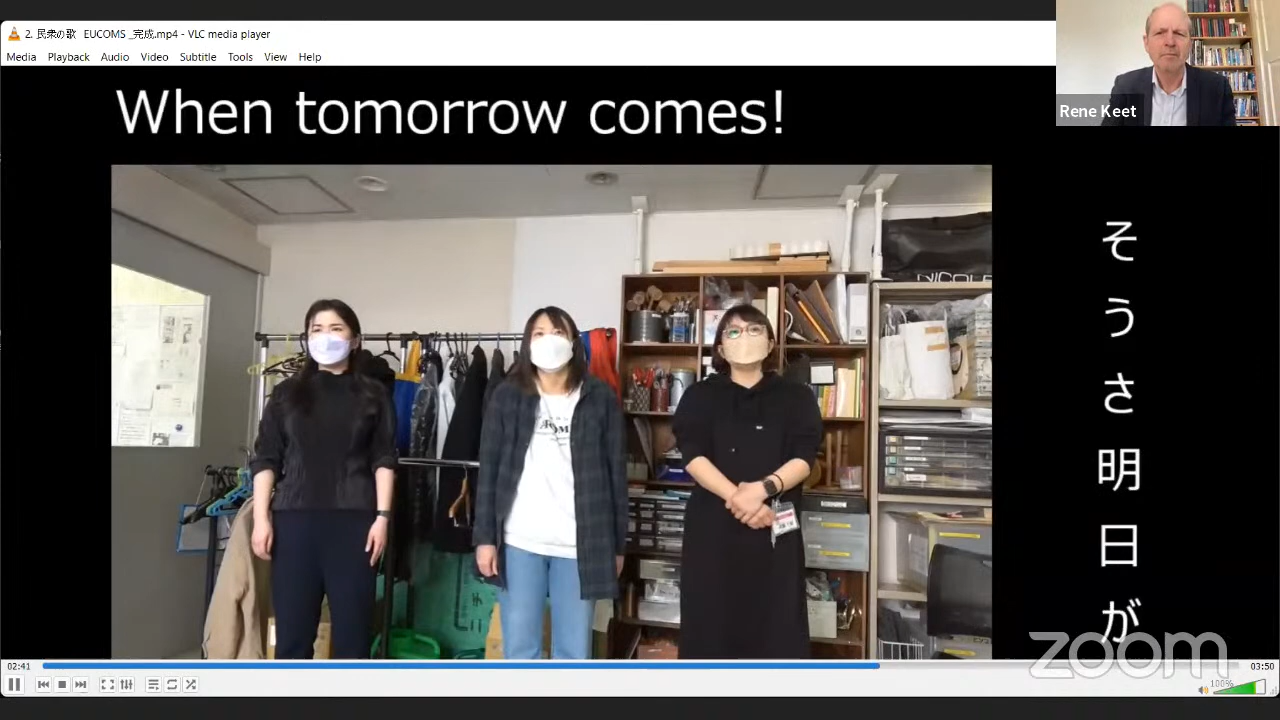 2. 民衆の歌 EUCOMS _完成.mp4 - VLC media player
Media Playback Audio Video Subtitle Tools View Help
When tomorrow comes!
Rene Keet
そうさ明日が
NICOLE
zoom
02:41
03:50
100%